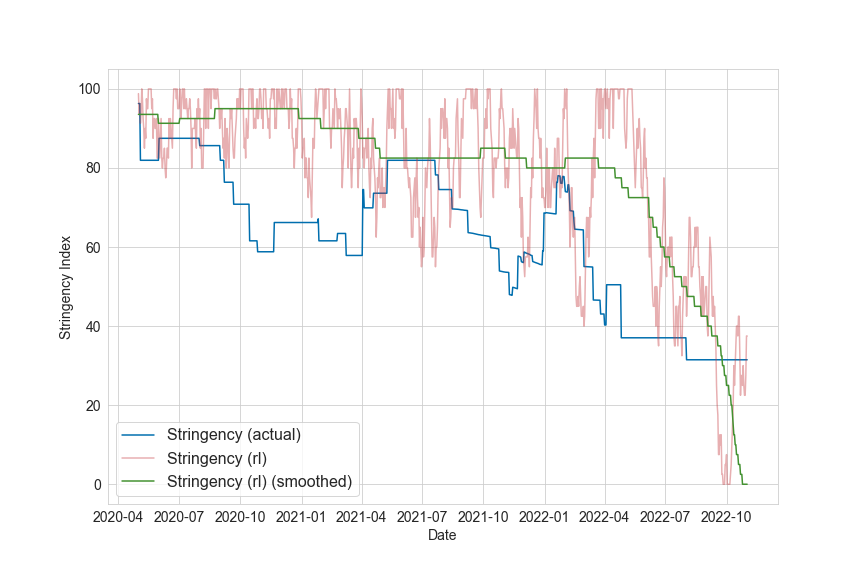 100
80
60
40
20
0
Stringency Index
Stringency (actual)
Stringency (rl)
Stringency (rl) (smoothed)
2020-04 2020-07 2020-10 2021-01 2021-04 2021-07 2021-10 2022-01 2022-04 2022-07 2022-10
Date